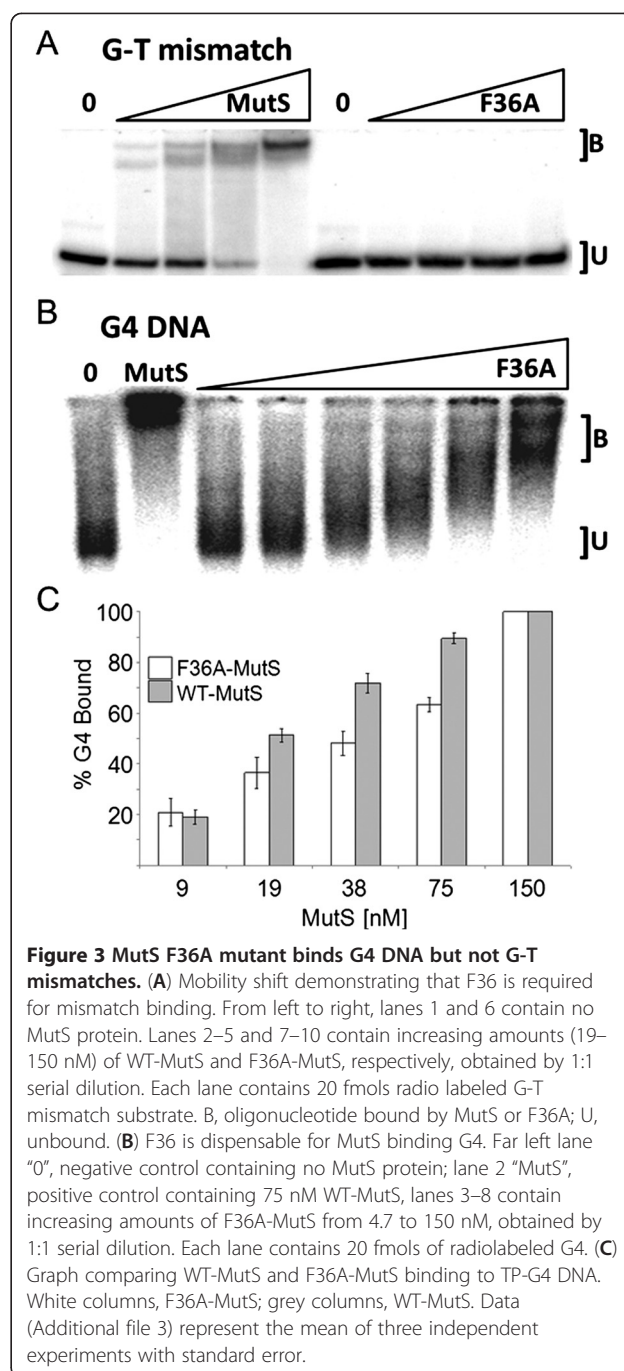 A
G-T mismatch
0 MutS 0 F36A
]B
]U
B
G4 DNA
0 MutS F36A
]B
]U
C
100
80
60
40
20
% G4 Bound
F36A-MutS
WT-MutS
9 19 38 75 150
MutS [nM]
Figure 3 MutS F36A mutant binds G4 DNA but not G-T
mismatches. (A) Mobility shift demonstrating that F36 is required
for mismatch binding. From left to right, lanes 1 and 6 contain no
MutS protein. Lanes 2–5 and 7–10 contain increasing amounts (19–
150 nM) of WT-MutS and F36A-MutS, respectively, obtained by 1:1
serial dilution. Each lane contains 20 fmols radio labeled G-T
mismatch substrate. B, oligonucleotide bound by MutS or F36A; U,
unbound. (B) F36 is dispensable for MutS binding G4. Far left lane
"0", negative control containing no MutS protein; lane 2 "MutS",
positive control containing 75 nM WT-MutS, lanes 3–8 contain
increasing amounts of F36A-MutS from 4.7 to 150 nM, obtained by
1:1 serial dilution. Each lane contains 20 fmols of radiolabeled G4. (C)
Graph comparing WT-MutS and F36A-MutS binding to TP-G4 DNA.
White columns, F36A-MutS; grey columns, WT-MutS. Data
(Additional file 3) represent the mean of three independent
experiments with standard error.